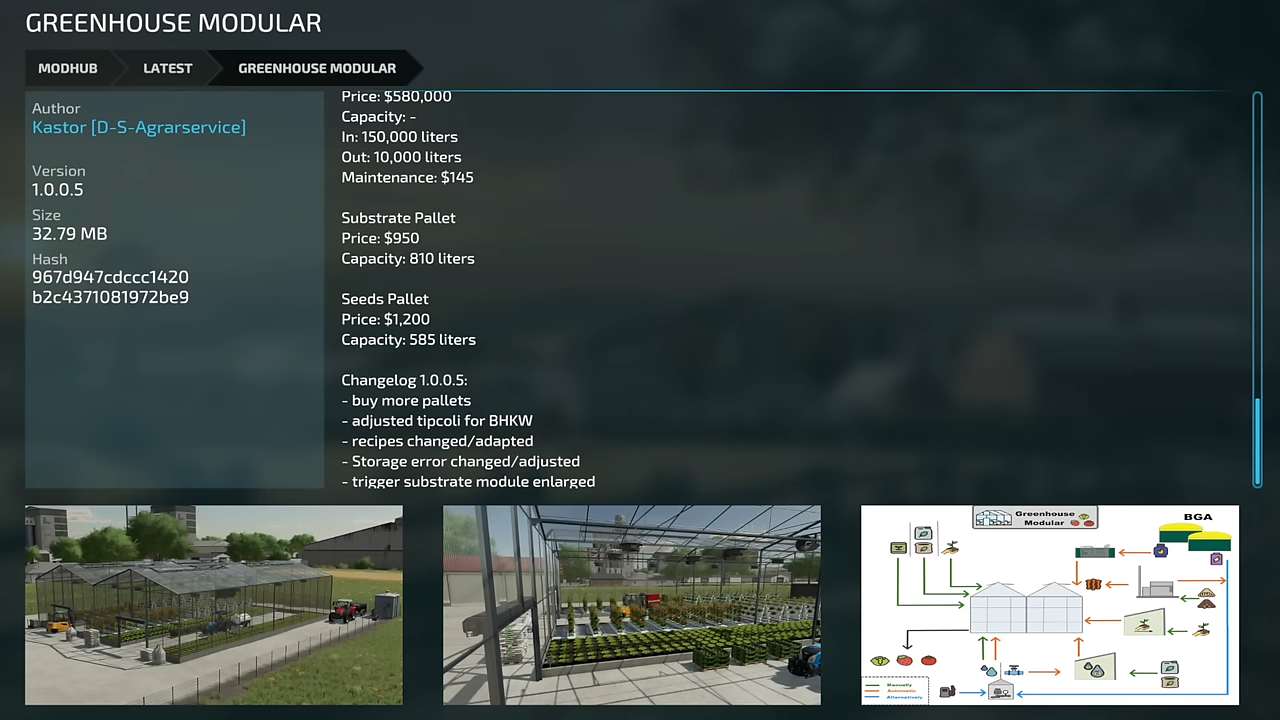 GREENHOUSE MODULAR
MODHUB
LATEST
GREENHOUSE MODULAR
Author
Kastor [D-S-Agrarservice]
Version
1.0.0.5
Size
32.79 MB
Hash
967d947cdccc1420
b2c4371081972be9
Price: $580,000
Capacity: -
In: 150,000 liters
Out: 10,000 liters
Maintenance: $145
Substrate Pallet
Price: $950
Capacity: 810 liters
Seeds Pallet
Price: $1,200
Capacity: 585 liters
Changelog 1.0.0.5:
- buy more pallets
- adjusted tipcoli for BHKW
- recipes changed/adapted
- Storage error changed/adjusted
- trigger substrate module enlarged
Greenhouse
Modular
BGA
Manually
Automatic
Alternatively